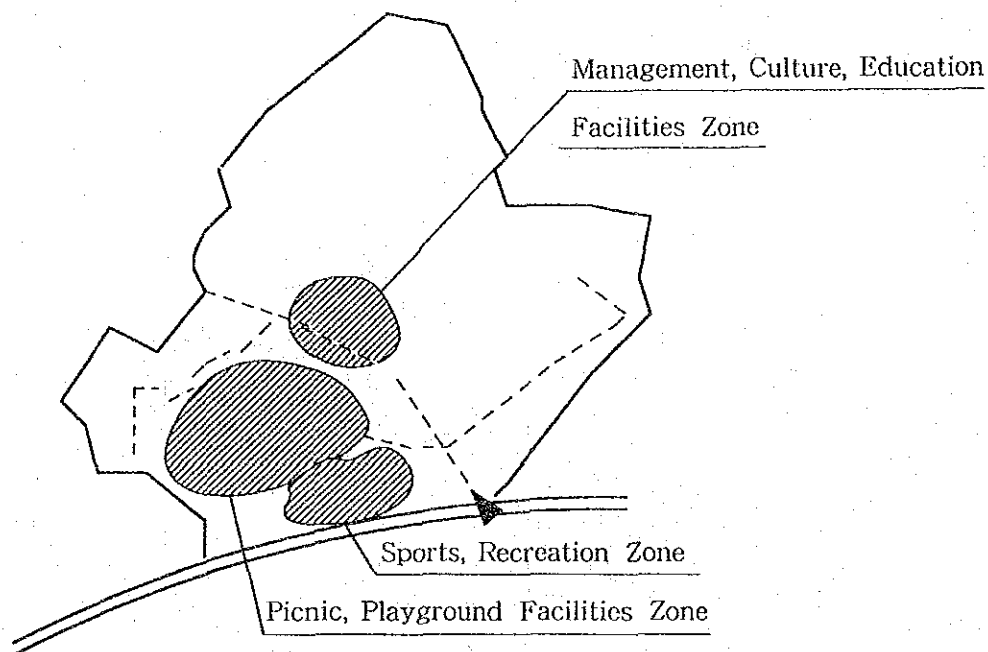 Management, Culture, Education
Facilities Zone
Sports, Recreation Zone
Picnic, Playground Facilities Zone